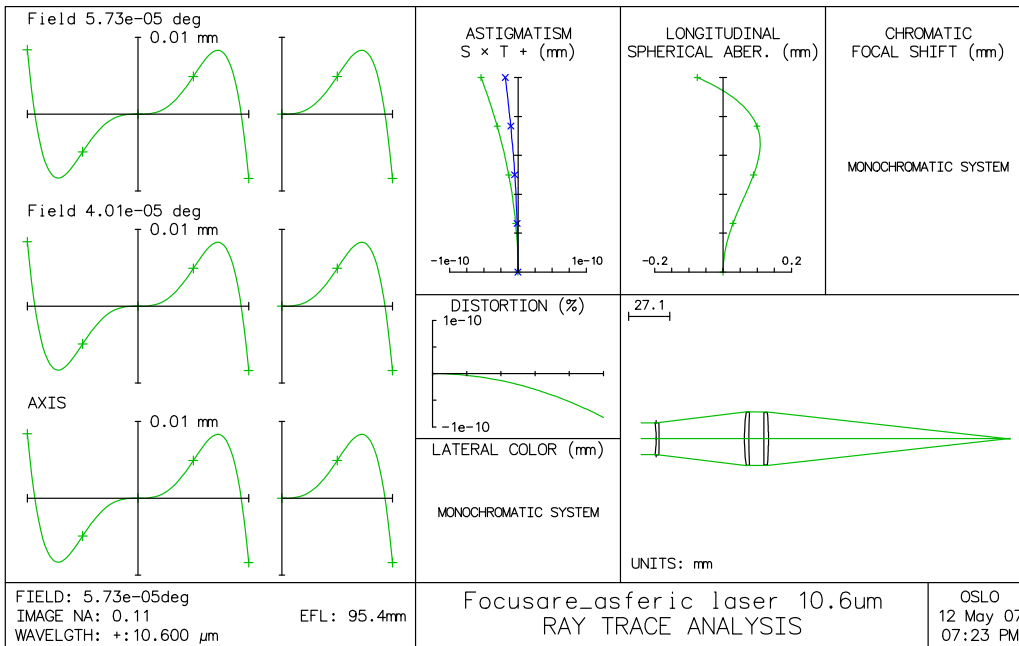 Field 5.73e-05 deg
0.01 mm
Field 4.01e-05 deg
0.01 mm
AXIS
0.01 mm
ASTIGMATISM
S × T + (mm)
-1e-10
1e-10
LONGITUDINAL
SPHERICAL ABER. (mm)
-0.2
0.2
CHROMATIC
FOCAL SHIFT (mm)
MONOCHROMATIC SYSTEM
DISTORTION (%)
1e-10
-1e-10
LATERAL COLOR (mm)
MONOCHROMATIC SYSTEM
27.1
UNITS: mm
FIELD: 5.73e-05deg
IMAGE NA: 0.11
EFL: 95.4mm
WAVELGTH: +:10.600 µm
Focusare_asferic laser 10.6um
RAY TRACE ANALYSIS
OSLO
12 May 07
07:23 PM